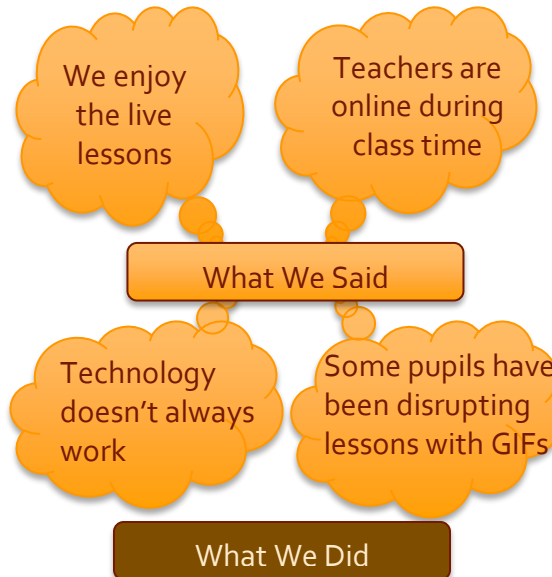 We enjoy
the live
lessons
Teachers are
online during
class time
What We Said
Technology
doesn't always
work
Some pupils have
been disrupting
lessons with GIFs
What We Did